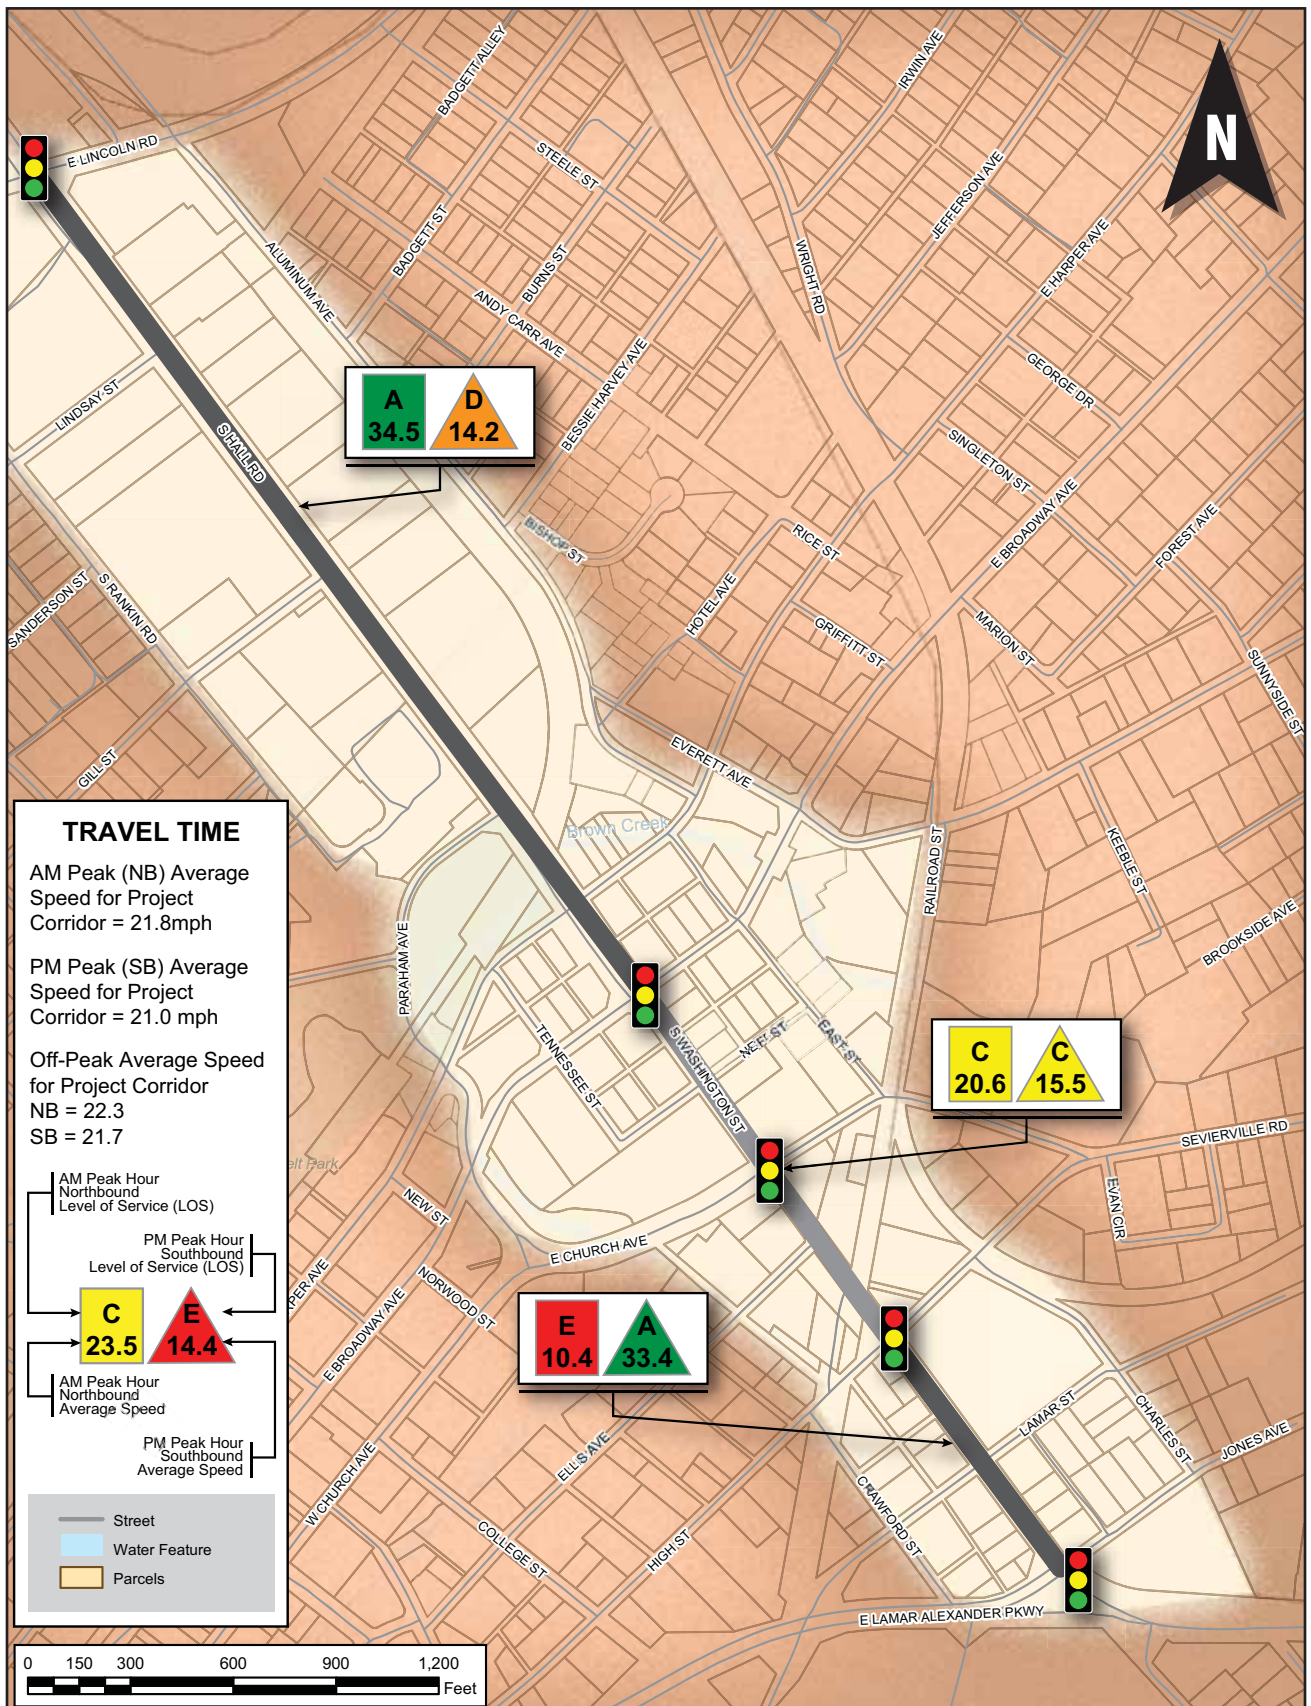 BADGETT ALLEY
IRWIN AVE
N
E LINCOLN RD
STEELE ST
JEFFERSON AVE
E HARPER AVE
BADGETT ST
BURNS ST
WRIGHT RD
ALUMINUM AVE
ANDY CARR AVE
BESSIE HARVEY AVE
GEORGE DR
LINDSAY ST
S HALL RD
A
34.5
D
14.2
SINGLETON ST
E BROADWAY AVE
FOREST AVE
BISHOP ST
RICE ST
SANDERSON ST
S RANKIN RD
HOTEL AVE
GRIFFITT ST
MARION ST
SUNNYSIDE ST
GILL ST
EVERETT AVE
Brown Creek
RAILROAD ST
KEEBLE ST
BROOKSIDE AVE
PARAHAM AVE
TENNESSEE ST
S WASHINGTON ST
EAST ST
C
20.6
C
15.5
SEVIERVILLE RD
EVAN CIR
elt Park
NEW ST
E CHURCH AVE
NORWOOD ST
RPER AVE
E BROADWAY AVE
E
10.4
A
33.4
LAMAR ST
CHARLES ST
JONES AVE
W CHURCH AVE
ELLIS AVE
COLLEGE ST
HIGH ST
CRAWFORD ST
E LAMAR ALEXANDER PKWY
TRAVEL TIME
AM Peak (NB) Average
Speed for Project
Corridor = 21.8mph
PM Peak (SB) Average
Speed for Project
Corridor = 21.0 mph
Off-Peak Average Speed
for Project Corridor
NB = 22.3
SB = 21.7
AM Peak Hour
Northbound
Level of Service (LOS)
PM Peak Hour
Southbound
Level of Service (LOS)
C
23.5
E
14.4
AM Peak Hour
Northbound
Average Speed
PM Peak Hour
Southbound
Average Speed
Street
Water Feature
Parcels
0 150 300 600 900 1,200
Feet